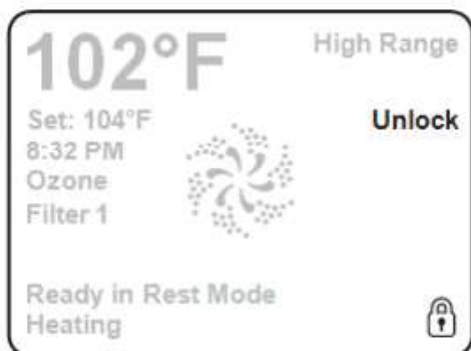 102°F
High Range
Set: 104°F
Unlock
8:32 PM
Ozone
Filter 1
Ready in Rest Mode
Heating